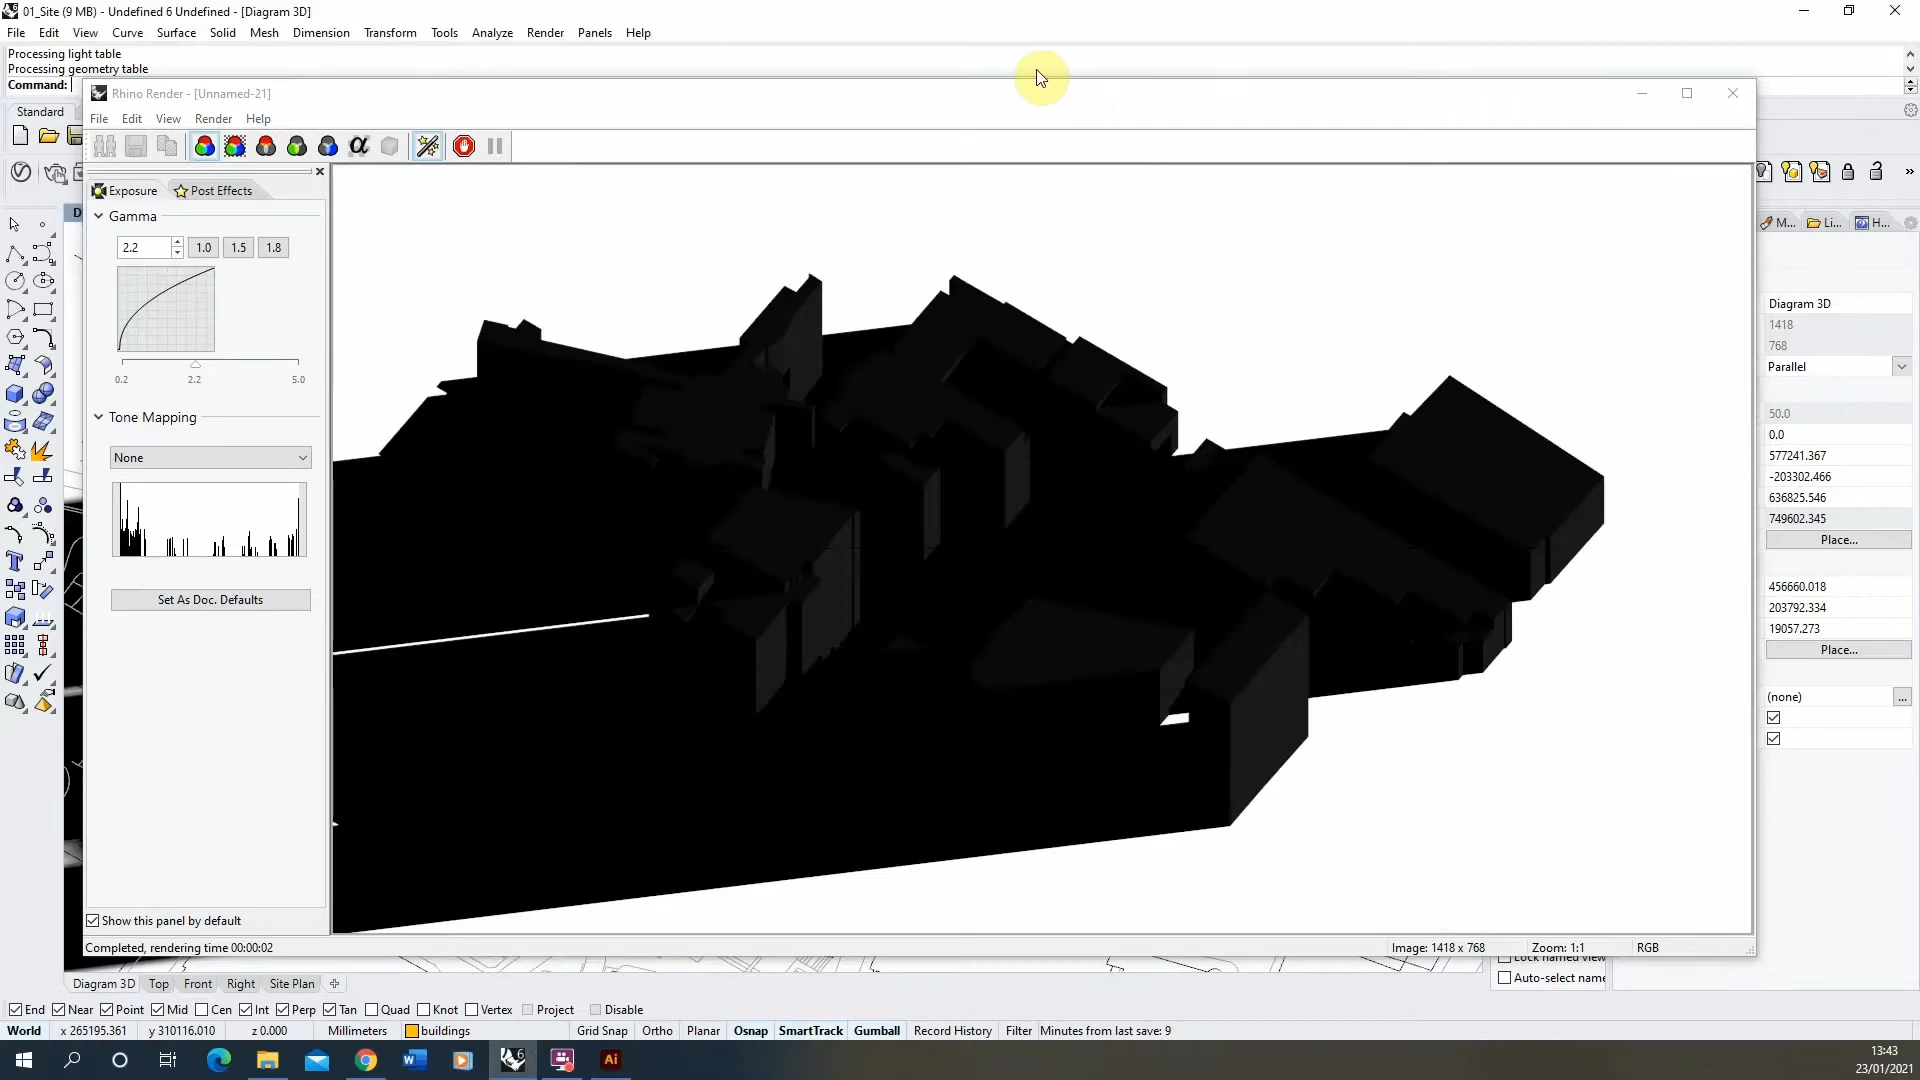 01_Site (9 MB) - Undefined 6 Undefined - [Diagram 3D]
File Edit View Curve Surface Solid Mesh Dimension Transform Tools Analyze Render Panels Help
Processing light table
Processing geometry table
Command:
Rhino Render - [Unnamed-21]
Standard
File Edit View Render Help
Exposure Post Effects
M... Li... H...
Gamma
2.2 1.0 1.5 1.8
0.2 2.2 5.0
Tone Mapping
None
Set As Doc. Defaults
Diagram 3D
1418
768
Parallel
50.0
0.0
577241.367
-203302.466
636825.546
749602.345
Place...
456660.018
203792.334
19057.273
Place...
(none) ...
Show this panel by default
Completed, rendering time 00:00:02
Image: 1418 x 768 Zoom: 1:1 RGB
Lock named view
Auto-select name
Diagram 3D Top Front Right Site Plan
End Near Point Mid Cen Int Perp Tan Quad Knot Vertex Project Disable
World x 265195.361 y 310116.010 z 0.000 Millimeters buildings Grid Snap Ortho Planar Osnap SmartTrack Gumball Record History Filter Minutes from last save: 9
13:43
23/01/2021